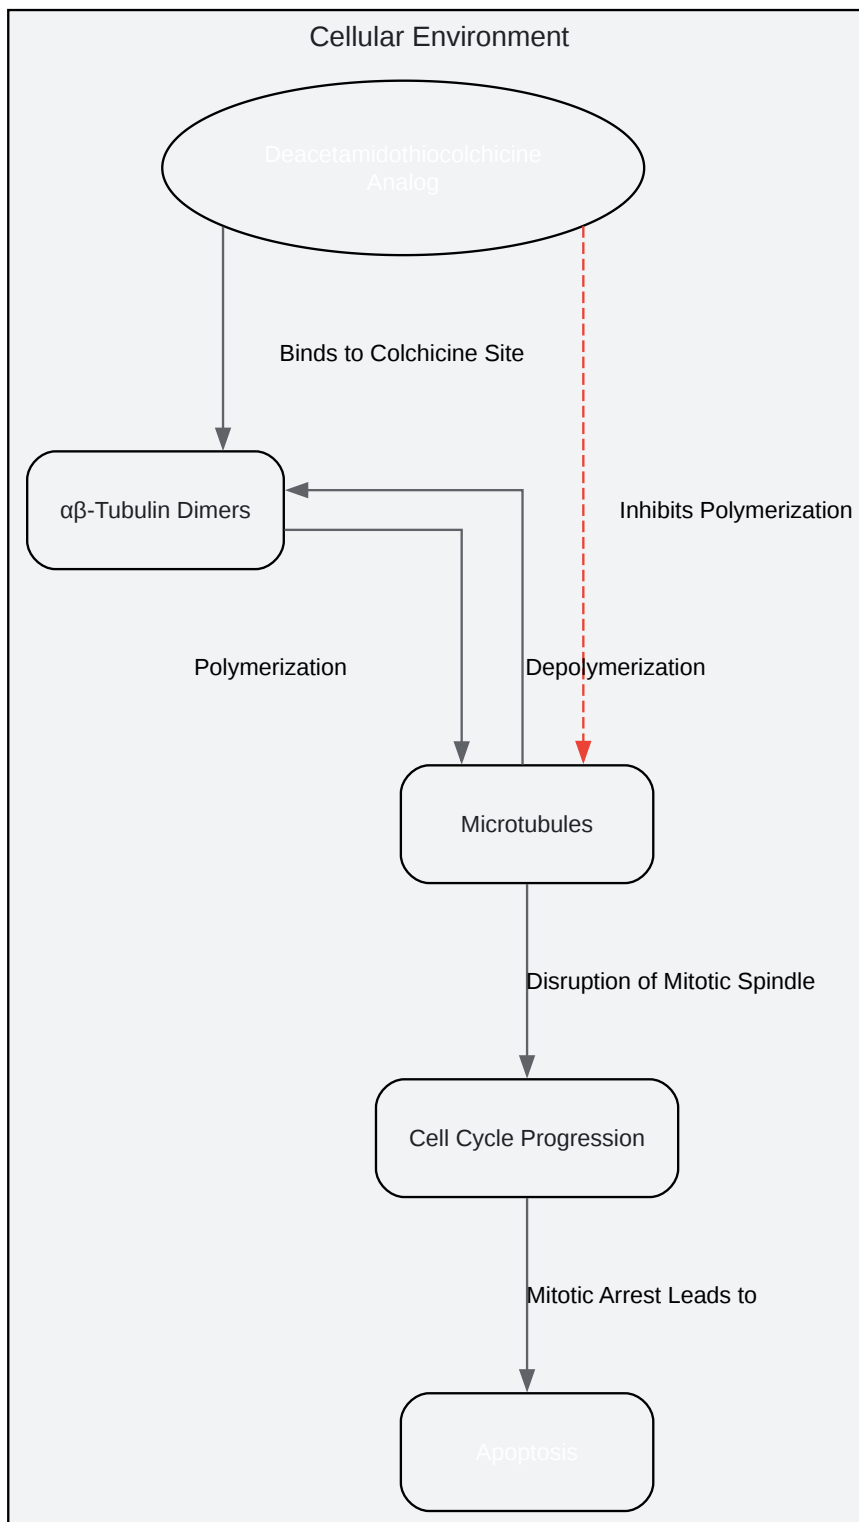 Cellular Environment
Deacetamidothiocolchicine
Analog
Binds to Colchicine Site
αβ-Tubulin Dimers
Inhibits Polymerization
Polymerization
Depolymerization
Microtubules
Disruption of Mitotic Spindle
Cell Cycle Progression
Mitotic Arrest Leads to
Apoptosis